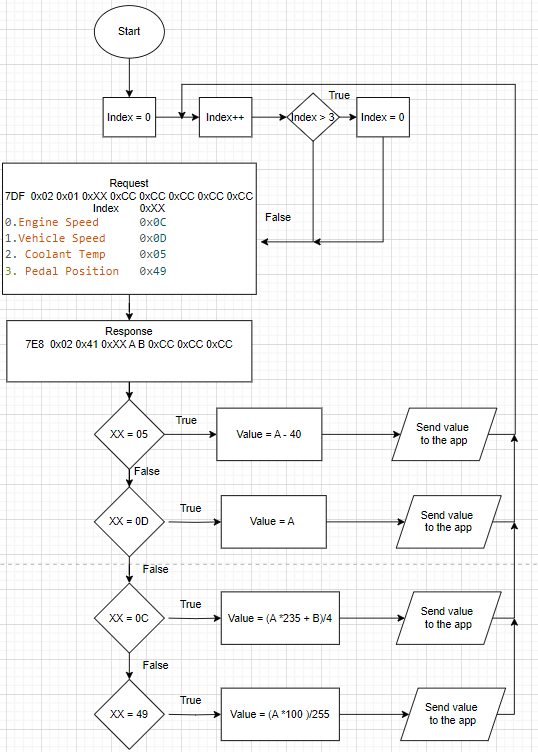 Start
Index = 0
Index++
Index > 3
True
Index = 0
False
Request
7DF 0x02 0x01 0xXX 0xCC 0xCC 0xCC 0xCC 0xCC
Index 0xXX
0.Engine Speed 0x0C
1.Vehicle Speed 0x0D
2. Coolant Temp 0x05
3. Pedal Position 0x49
Response
7E8 0x02 0x41 0xXX A B 0xCC 0xCC 0xCC
XX = 05
True
Value = A - 40
Send value
to the app
False
XX = 0D
True
Value = A
Send value
to the app
False
XX = 0C
True
Value = (A *235 + B)/4
Send value
to the app
False
XX = 49
True
Value = (A *100 )/255
Send value
to the app